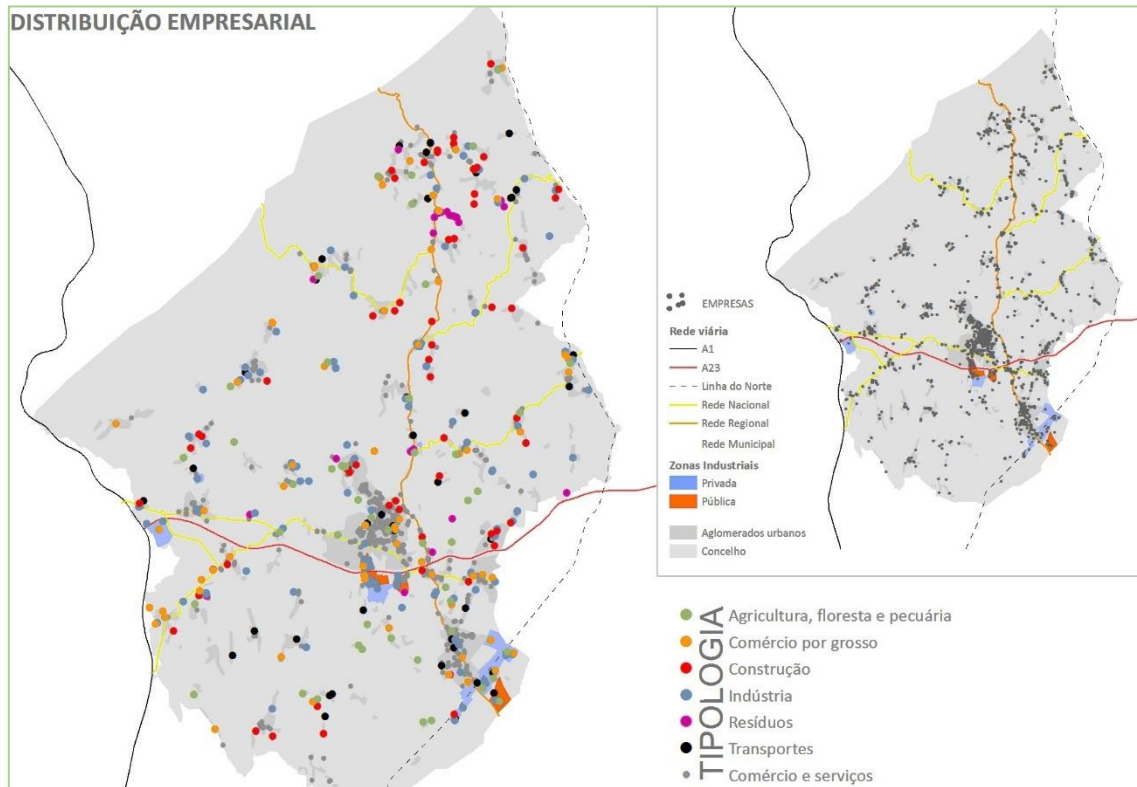 DISTRIBUIÇÃO EMPRESARIAL
EMPRESAS
Rede viária
A1
A23
Linha do Norte
Rede Nacional
Rede Regional
Rede Municipal
Zonas Industriais
Privada
Pública
Aglomerados urbanos
Concelho
TIPOLOGIA
Agricultura, floresta e pecuária
Comércio por grosso
Construção
Indústria
Resíduos
Transportes
Comércio e serviços